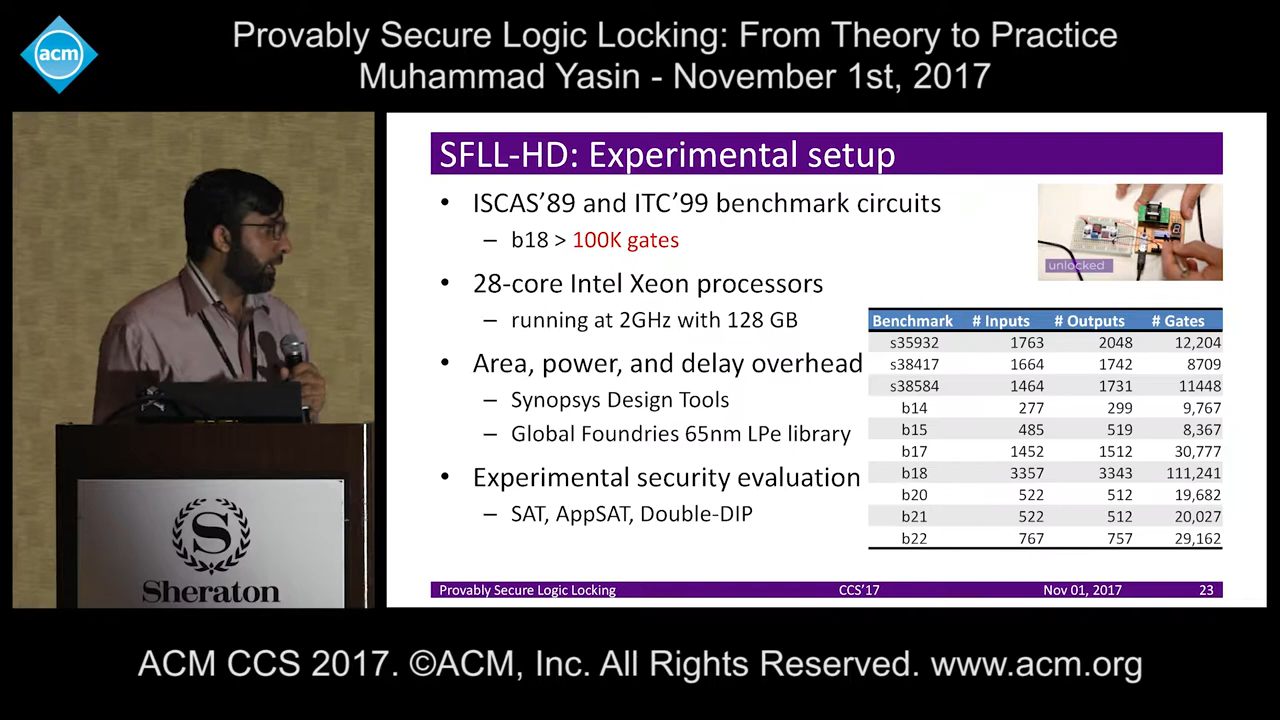 acm
Provably Secure Logic Locking: From Theory to Practice
Muhammad Yasin - November 1st, 2017
SFLL-HD: Experimental setup
• ISCAS’89 and ITC’99 benchmark circuits
– b18 > 100K gates
• 28-core Intel Xeon processors
– running at 2GHz with 128 GB
• Area, power, and delay overhead
– Synopsys Design Tools
– Global Foundries 65nm LPe library
• Experimental security evaluation
– SAT, AppSAT, Double-DIP
unlocked
Benchmark # Inputs # Outputs # Gates
s35932 1763 2048 12,204
s38417 1664 1742 8709
s38584 1464 1731 11448
b14 277 299 9,767
b15 485 519 8,367
b17 1452 1512 30,777
b18 3357 3343 111,241
b20 522 512 19,682
b21 522 512 20,027
b22 767 757 29,162
Provably Secure Logic Locking CCS’17 Nov 01, 2017 23
S
Sheraton
ACM CCS 2017. ©ACM, Inc. All Rights Reserved. www.acm.org